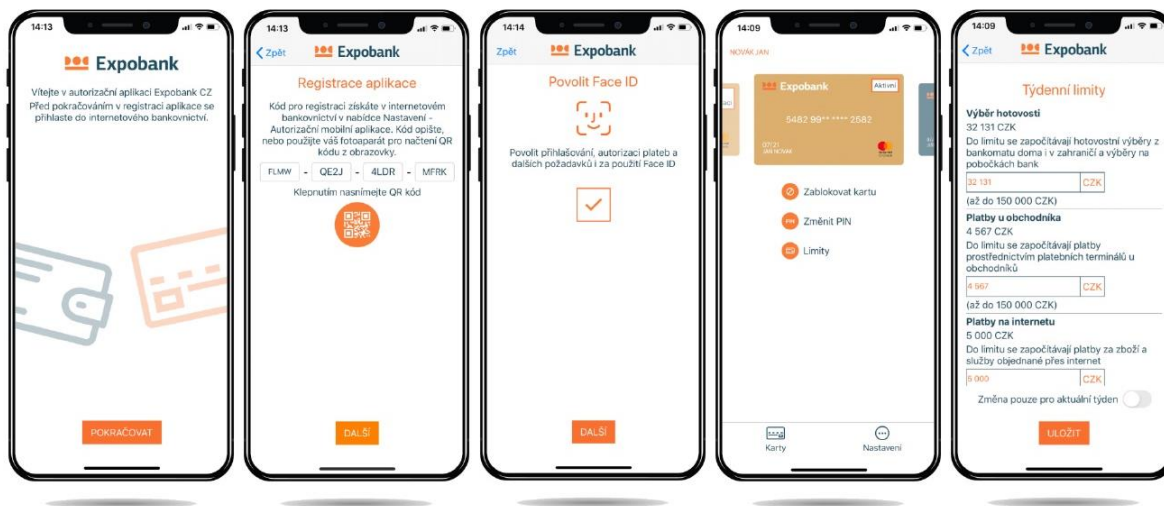 14:13
Expobank
Vítejte v autorizační aplikaci Expobank CZ
Před pokračováním v registraci aplikace se
přihlaste do internetového bankovnictví.
POKRAČOVAT
14:13
Zpět
Expobank
Registrace aplikace
Kód pro registraci získáte v internetovém
bankovnictví v nabídce Nastavení -
Autorizační mobilní aplikace. Kód opište,
nebo použijte váš fotoaparát pro načtení QR
kódu z obrazovky.
FLMW - QE2J - 4LDR - MFRK
Klepnutím nasnímejte QR kód
DALŠÍ
14:14
Zpět
Expobank
Povolit Face ID
Povolit přihlašování, autorizaci plateb a
dalších požadavků i za použití Face ID
DALŠÍ
14:09
NOVÁK JAN
Expobank
Aktivní
5482 99** **** 2582
07/21
JAN NOVAK
Zablokovat kartu
PIN Změnit PIN
Limity
Karty
Nastavení
14:09
Zpět
Expobank
Týdenní limity
Výběr hotovosti
32 131 CZK
Do limitu se započítávají hotovostní výběry z
bankomatu doma i v zahraničí a výběry na
pobočkách bank
32 131 CZK
(až do 150 000 CZK)
Platby u obchodníka
4 567 CZK
Do limitu se započítávají platby
prostřednictvím platebních terminálů u
obchodníků
4 567 CZK
(až do 150 000 CZK)
Platby na internetu
5 000 CZK
Do limitu se započítávají platby za zboží a
služby objednané přes internet
5 000 CZK
Změna pouze pro aktuální týden
ULOŽIT